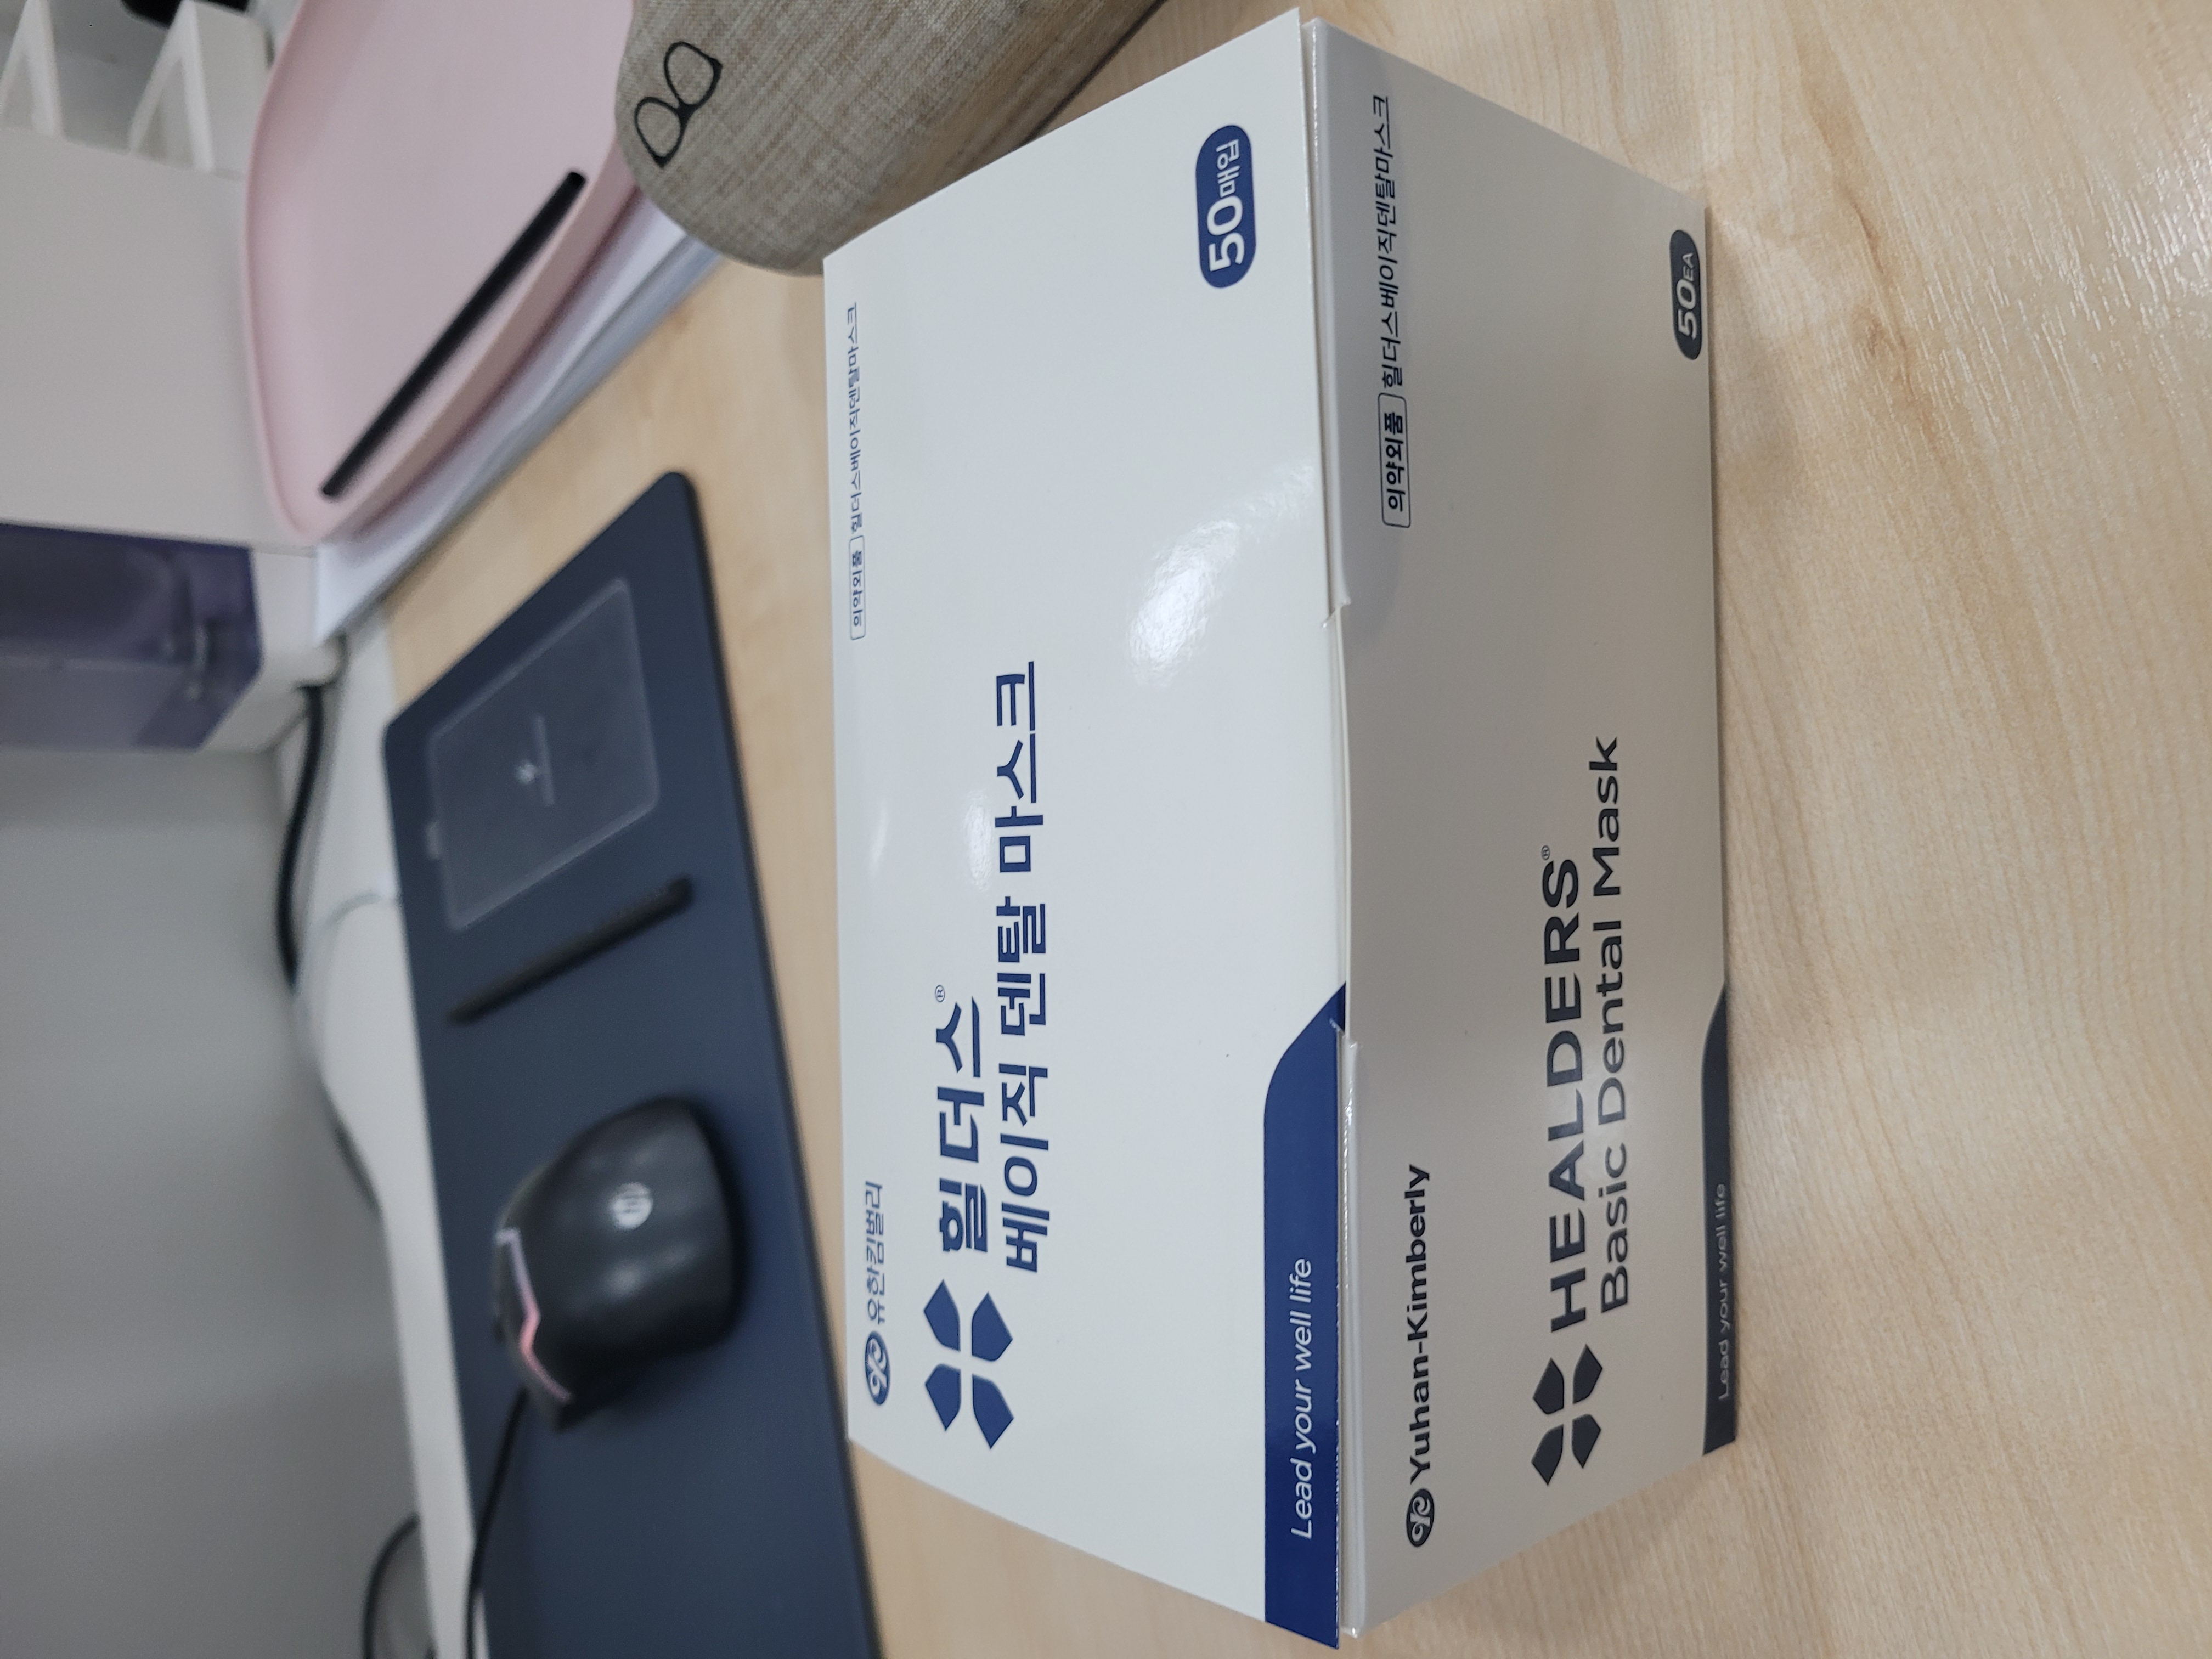 유한킴벌리
의약외품 힐더스베이직덴탈마스크
힐더스®
베이직 덴탈 마스크
50매입
Lead your well life
Yuhan-Kimberly
의약외품 힐더스베이직덴탈마스크
HEALDERS®
Basic Dental Mask
50EA
Lead your well life
hp